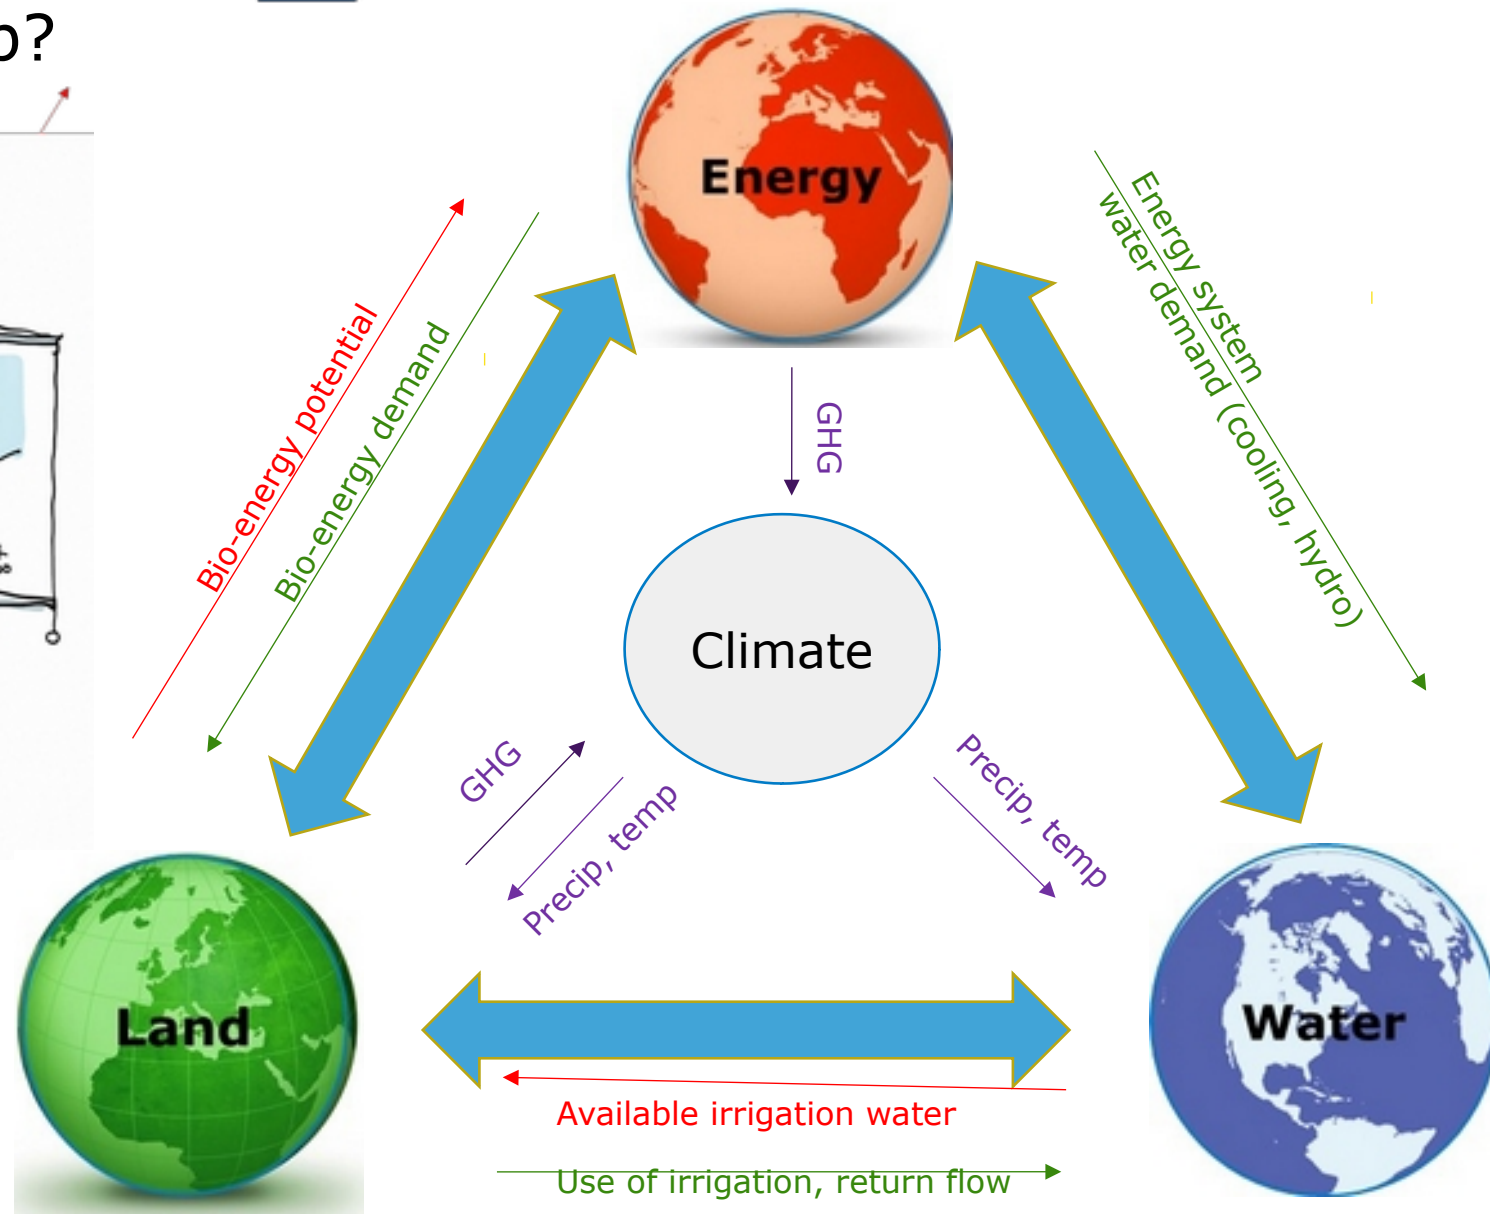 Energy
Energy system
water demand (cooling, hydro)
Bio-energy potential
Bio-energy demand
GHG
Climate
GHG
Precip, temp
Precip, temp
Land
Water
Available irrigation water
Use of irrigation, return flow